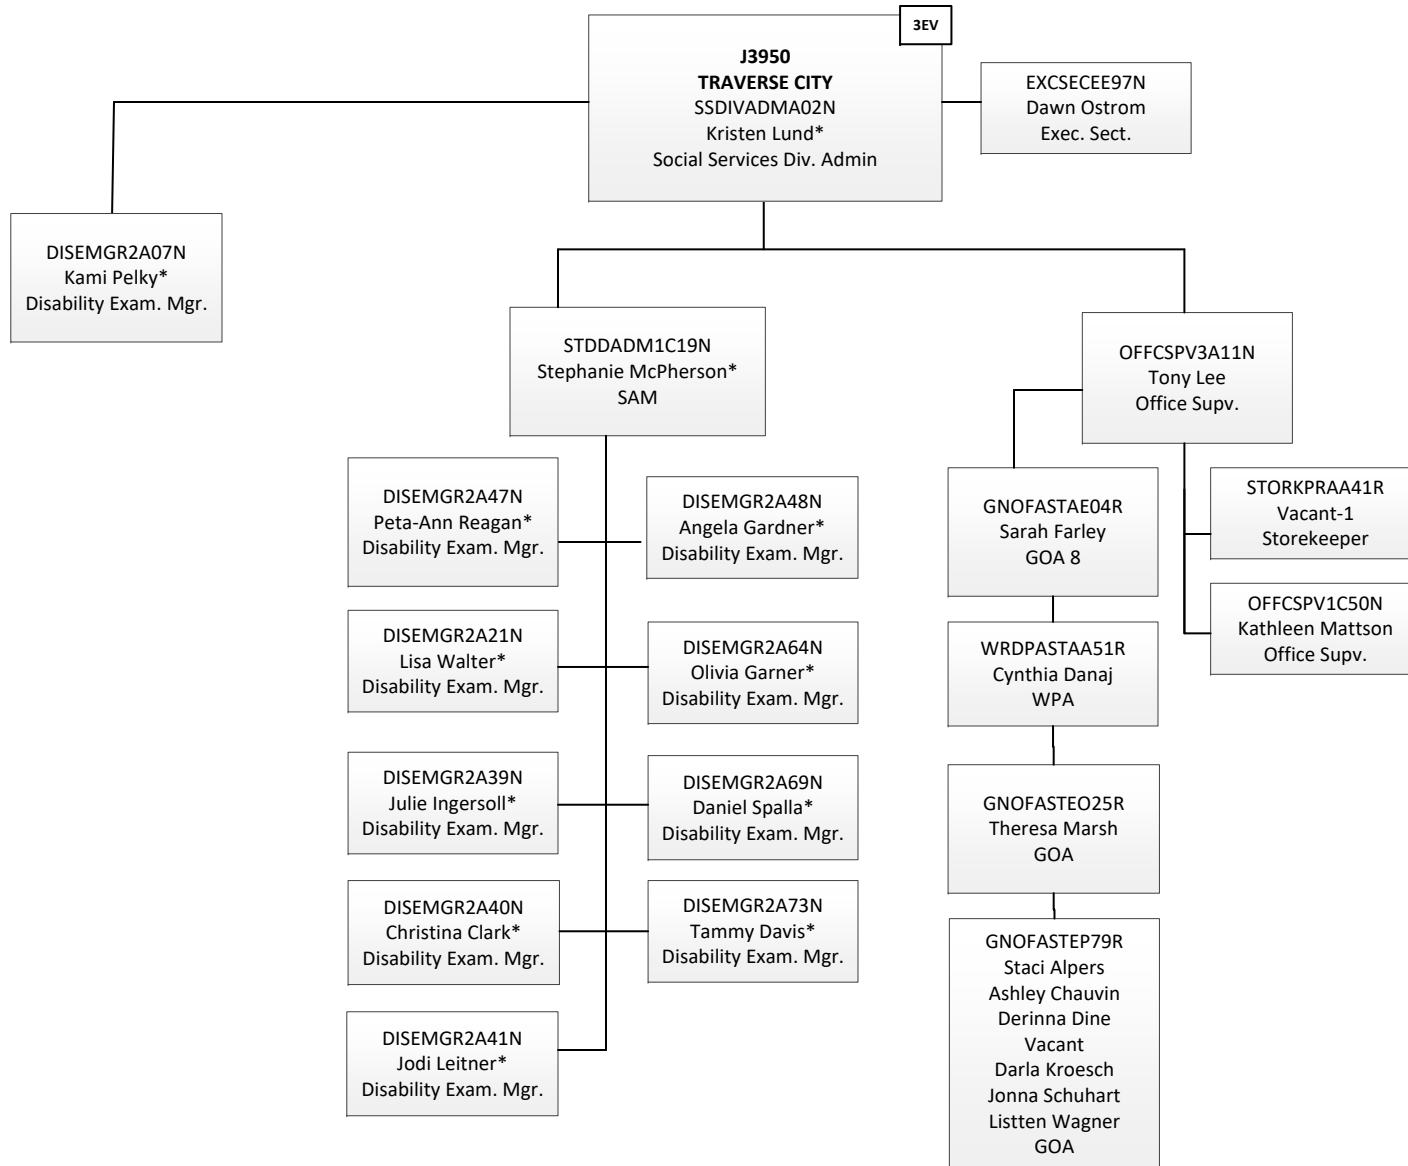 3EV
J3950
TRAVERSE CITY
SSDIVADMA02N
Kristen Lund*
Social Services Div. Admin
EXCSECEE97N
Dawn Ostrom
Exec. Sect.
DISEMGR2A07N
Kami Pelky*
Disability Exam. Mgr.
STDDADM1C19N
Stephanie McPherson*
SAM
OFFCSPV3A11N
Tony Lee
Office Supv.
DISEMGR2A47N
Peta-Ann Reagan*
Disability Exam. Mgr.
DISEMGR2A48N
Angela Gardner*
Disability Exam. Mgr.
DISEMGR2A21N
Lisa Walter*
Disability Exam. Mgr.
DISEMGR2A64N
Olivia Garner*
Disability Exam. Mgr.
DISEMGR2A39N
Julie Ingersoll*
Disability Exam. Mgr.
DISEMGR2A69N
Daniel Spalla*
Disability Exam. Mgr.
DISEMGR2A40N
Christina Clark*
Disability Exam. Mgr.
DISEMGR2A73N
Tammy Davis*
Disability Exam. Mgr.
DISEMGR2A41N
Jodi Leitner*
Disability Exam. Mgr.
GNOFASTAE04R
Sarah Farley
GOA 8
STORKPRAA41R
Vacant-1
Storekeeper
OFFCSPV1C50N
Kathleen Mattson
Office Supv.
WRDPASTAA51R
Cynthia Danaj
WPA
GNOFASTEO25R
Theresa Marsh
GOA
GNOFASTEP79R
Staci Alpers
Ashley Chauvin
Derinna Dine
Vacant
Darla Kroesch
Jonna Schuhart
Listten Wagner
GOA